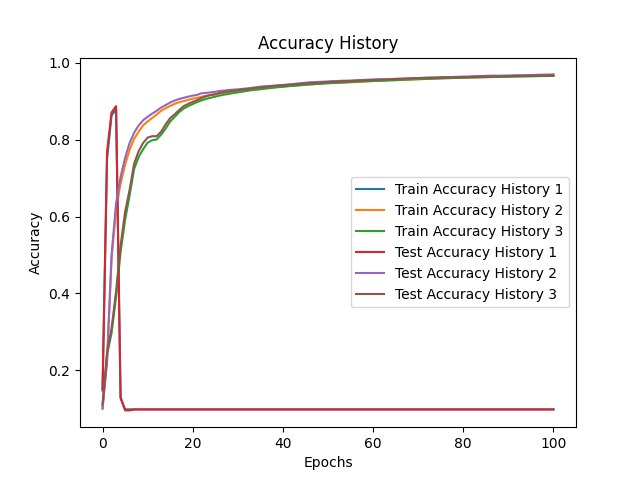 Accuracy History
1.0
0.8
0.6
0.4
0.2
Accuracy
Train Accuracy History 1
Train Accuracy History 2
Train Accuracy History 3
Test Accuracy History 1
Test Accuracy History 2
Test Accuracy History 3
0 20 40 60 80 100
Epochs